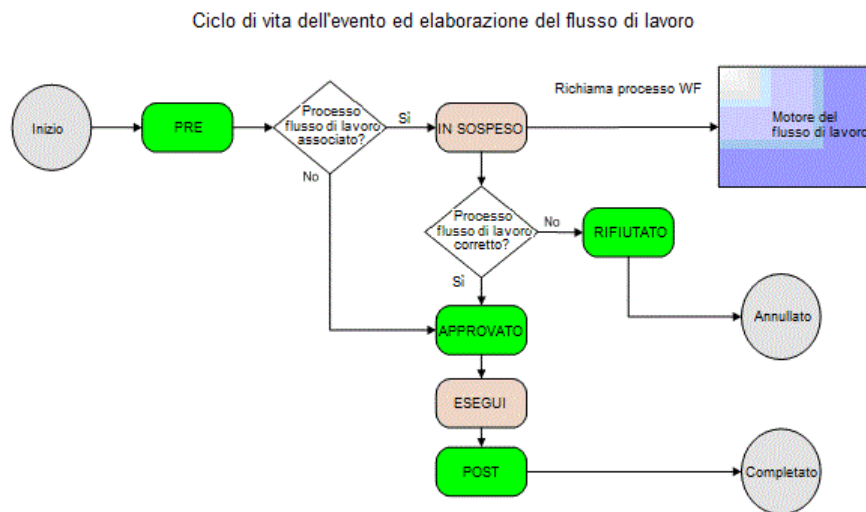 Ciclo di vita dell'evento ed elaborazione del flusso di lavoro
Richiama processo WF
Inizio
PRE
Processo
flusso di lavoro
associato?
Sì
IN SOSPESO
Motore del
flusso di lavoro
No
Processo
flusso di lavoro
corretto?
No
RIFIUTATO
Sì
APPROVATO
Annullato
ESEGUI
POST
Completato